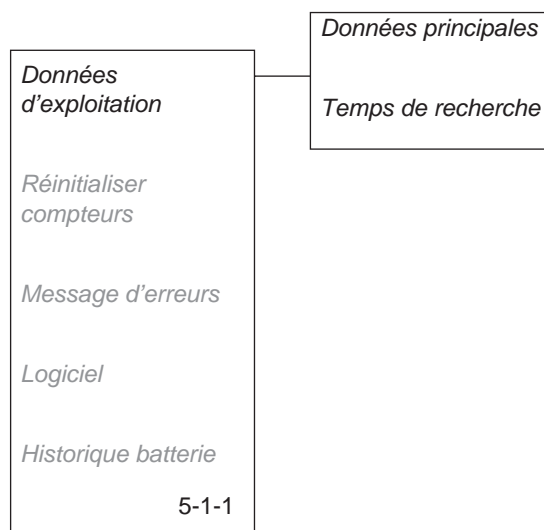 Données principales
Temps de recherche
Données
d’exploitation
Réinitialiser
compteurs
Message d’erreurs
Logiciel
Historique batterie
5-1-1